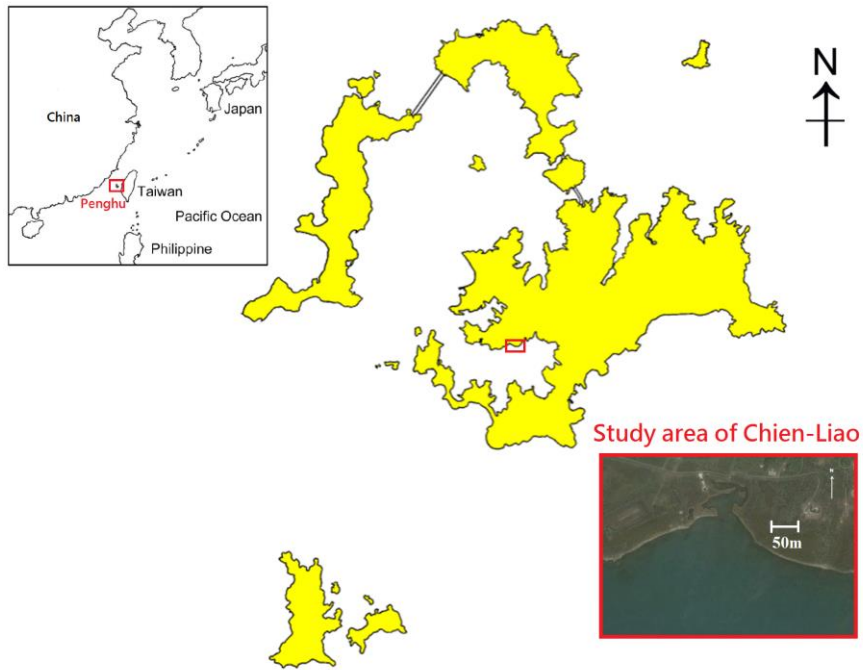 China
Japan
Taiwan
Penghu
Pacific Ocean
Philippine
N
Study area of Chien-Liao
N
50m